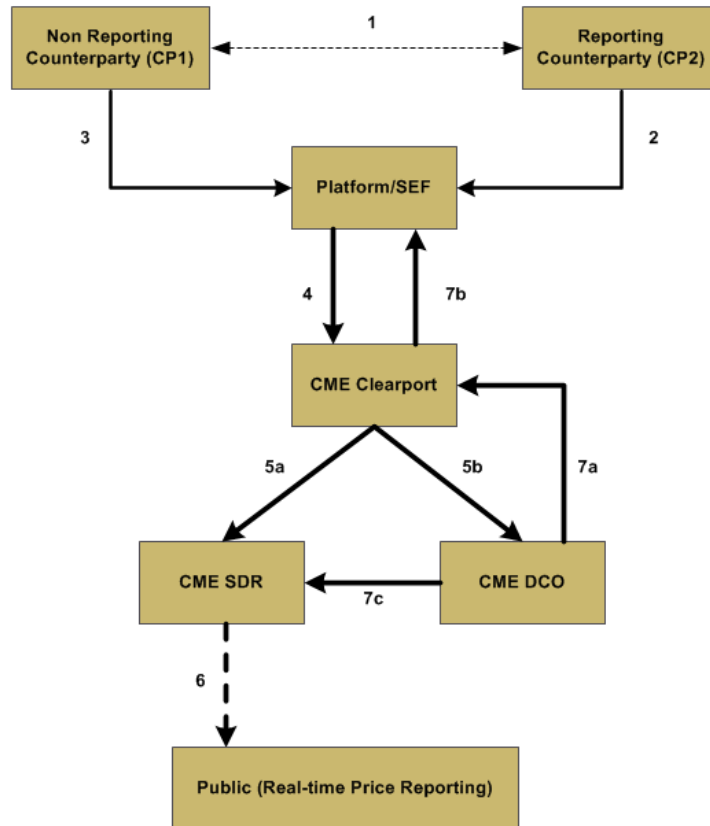 1
Non Reporting
Counterparty (CP1)
Reporting
Counterparty (CP2)
3
2
Platform/SEF
4
7b
CME Clearport
5a
5b
7a
CME SDR
7c
CME DCO
6
Public (Real-time Price Reporting)